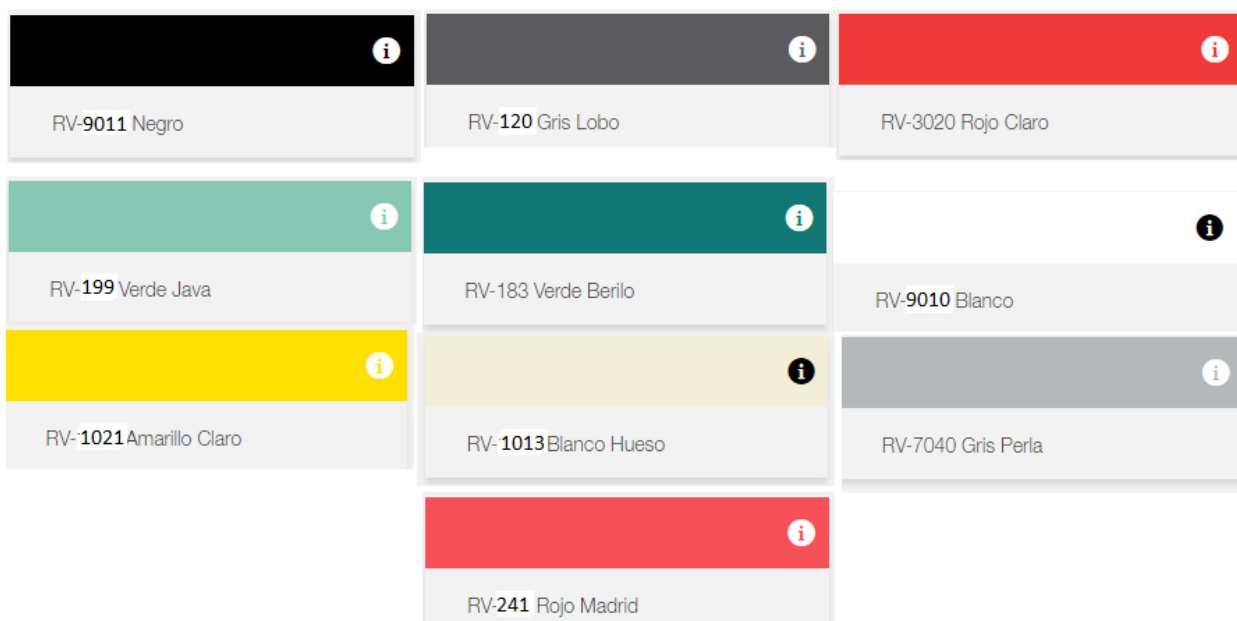 RV-9011 Negro
RV-120 Gris Lobo
RV-3020 Rojo Claro
RV-199 Verde Java
RV-183 Verde Berilo
RV-9010 Blanco
RV-1021 Amarillo Claro
RV-1013 Blanco Hueso
RV-7040 Gris Perla
RV-241 Rojo Madrid